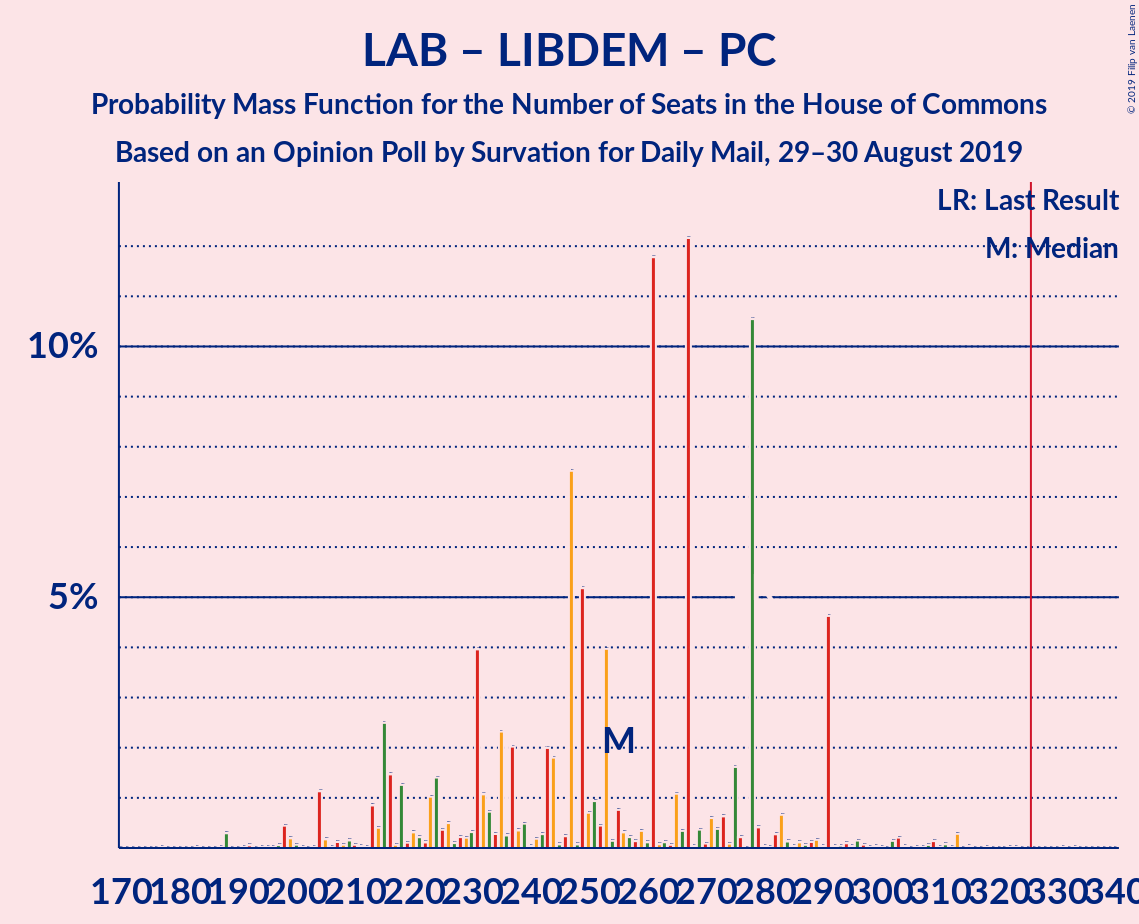 LAB – LIBDEM – PC
Probability Mass Function for the Number of Seats in the House of Commons
Based on an Opinion Poll by Survation for Daily Mail, 29–30 August 2019
© 2019 Filip van Laenen
LR: Last Result
M: Median
10%
5%
M
170 180 190 200 210 220 230 240 250 260 270 280 290 300 310 320 330 340